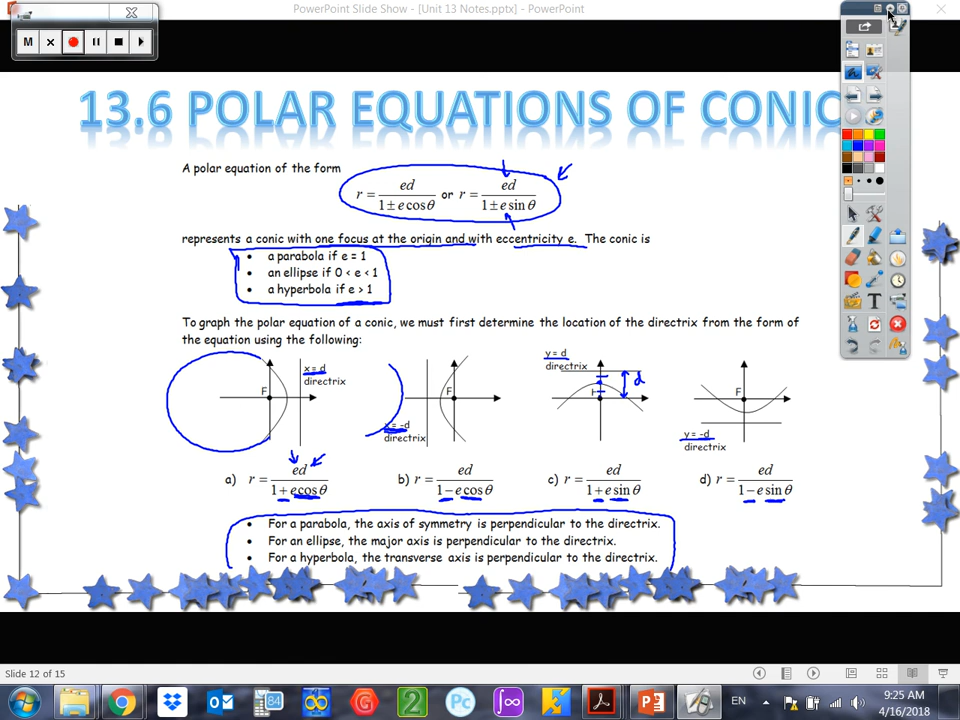 PowerPoint Slide Show - [Unit 13 Notes.pptx] - PowerPoint
M
13.6 POLAR EQUATIONS OF CONIC
A polar equation of the form
r = ed / 1 ± e cos θ or r = ed / 1 ± e sin θ
represents a conic with one focus at the origin and with eccentricity e. The conic is
• a parabola if e = 1
• an ellipse if 0 < e < 1
• a hyperbola if e > 1
To graph the polar equation of a conic, we must first determine the location of the directrix from the form of
the equation using the following:
x = d
directrix
F
x = -d
directrix
F
y = d
directrix
d
F
y = -d
directrix
F
a) r = ed / 1 + e cos θ b) r = ed / 1 − e cos θ c) r = ed / 1 + e sin θ d) r = ed / 1 − e sin θ
• For a parabola, the axis of symmetry is perpendicular to the directrix.
• For an ellipse, the major axis is perpendicular to the directrix.
• For a hyperbola, the transverse axis is perpendicular to the directrix.
Slide 12 of 15
84
G
2
Pc
EN
9:25 AM
4/16/2018